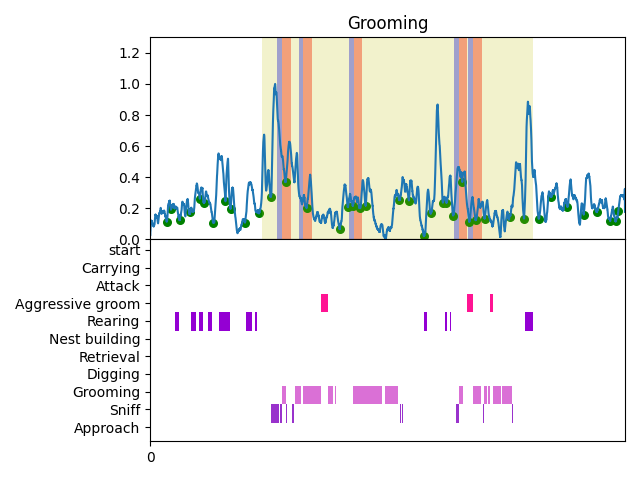 Grooming
1.2
1.0
0.8
0.6
0.4
0.2
0.0
start
Carrying
Attack
Aggressive groom
Rearing
Nest building
Retrieval
Digging
Grooming
Sniff
Approach
0